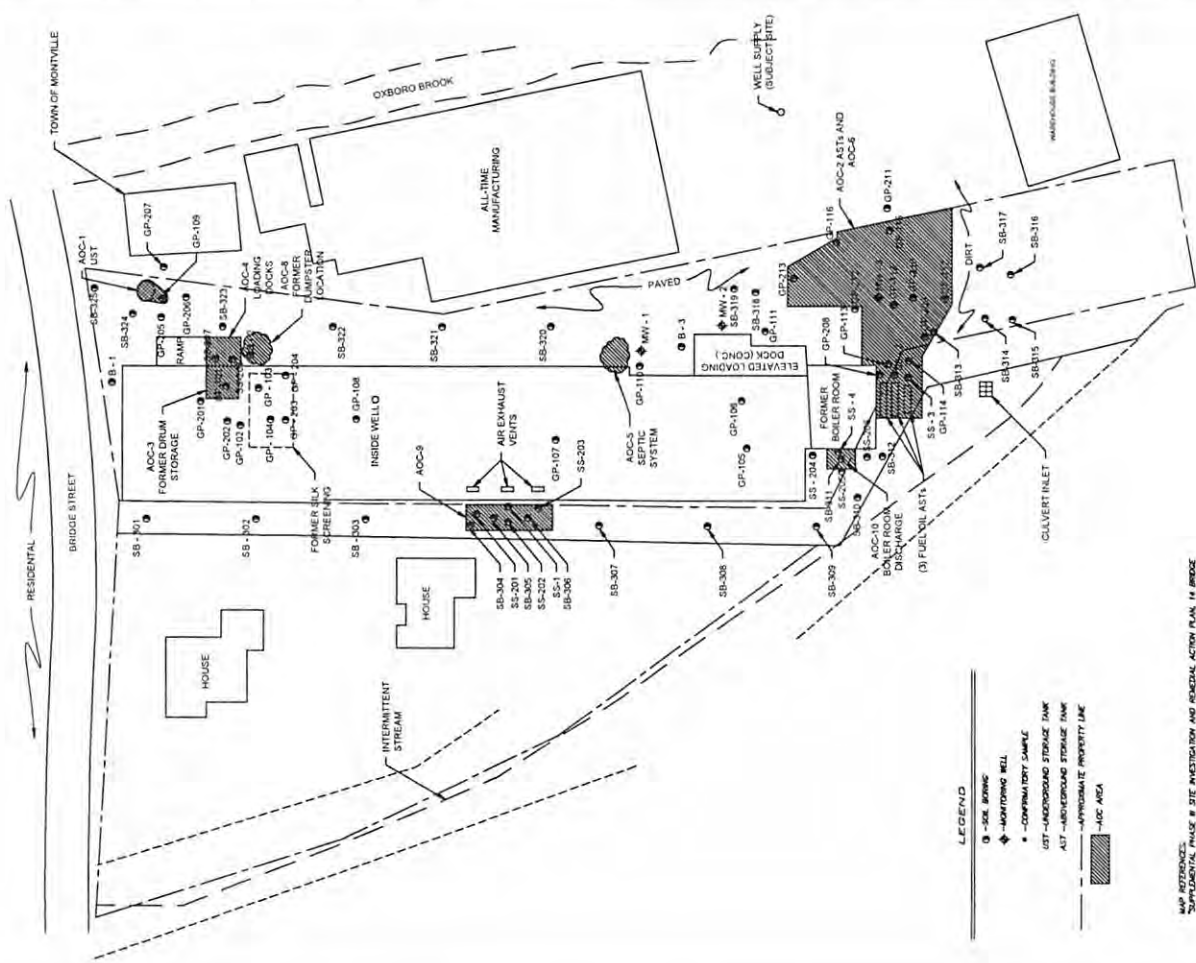 RESIDENTIAL
BRIDGE STREET
TOWN OF MONTVILLE
OXBORO BROOK
AOC-1
UST
SB-325
SB-324
B - 1
GP-207
GP-109
GP-205
GP-206
RAMP
SB-323
AOC-4
LOADING
DOCKS
AOC-8
FORMER
DUMPSTER
LOCATION
AOC-3
FORMER DRUM
STORAGE
GP-201
GP-202
GP-102
GP-103
GP-204
GP - 104
GP-203
GP-108
FORMER SILK
SCREENING
INSIDE WELLO
SB-322
SB-321
SB-320
ALL-TIME
MANUFACTURING
WELL SUPPLY
(SUBJECT SITE)
WAREHOUSE BUILDING
SB - 301
SB - 302
SB - 303
HOUSE
HOUSE
AOC-9
AIR EXHAUST
VENTS
GP-107
SS-203
SB-304
SS-201
SB-305
SS-202
SS-1
SB-306
SB-307
SB-308
SB-309
AOC-5
SEPTIC
SYSTEM
MW - 1
GP-110
B - 3
PAVED
MW - 2
SB-319
SB-318
GP-111
ELEVATED LOADING
DOCK (CONC.)
GP-106
GP-105
FORMER
BOILER ROOM
SS - 4
SS - 204
SB-311
SS-205
SB-310
SB-312
AOC-10
BOILER ROOM
DISCHARGE
(3) FUEL OIL ASTs
GP-208
GP-113
GP-213
GP-116
AOC-2 ASTs AND
AOC-6
GP-211
SS - 3
GP-114
SB-313
DIRT
SB-317
SB-316
SB-314
SB-315
CULVERT INLET
INTERMITTENT
STREAM
LEGEND
-SOIL BORING
-MONITORING WELL
-CONFIRMATORY SAMPLE
UST-UNDERGROUND STORAGE TANK
AST -ABOVEGROUND STORAGE TANK
-APPROXIMATE PROPERTY LINE
-AOC AREA
MAP REFERENCES:
"SUPPLEMENTAL PHASE III SITE INVESTIGATION AND REMEDIAL ACTION PLAN, 14 BRIDGE